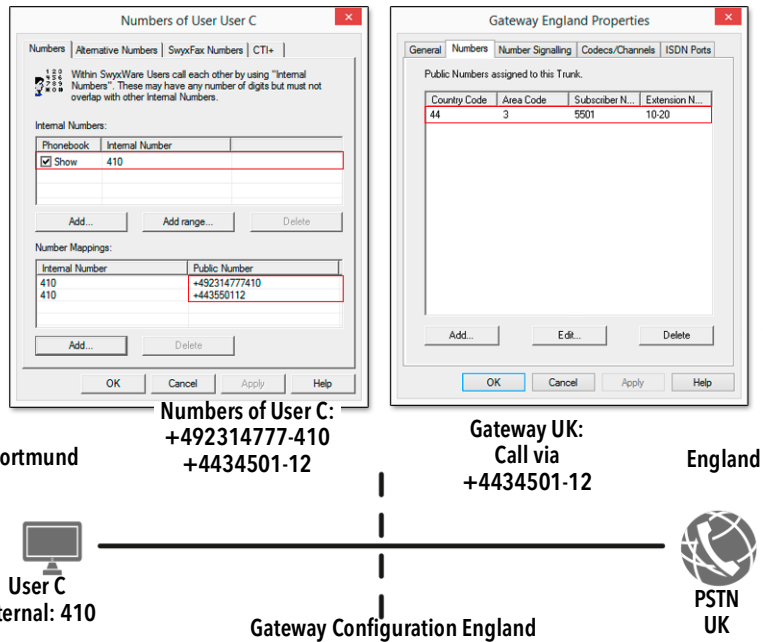 Numbers of User User C
Numbers Alternative Numbers SwyxFax Numbers CTI+
Within SwyxWare Users call each other by using "Internal
Numbers". These may have any number of digits but must not
overlap with other Internal Numbers.
Internal Numbers:
Phonebook Internal Number
Show 410
Add... Add range... Delete
Number Mappings:
Internal Number Public Number
410 +492314777410
410 +443550112
Add... Delete
OK Cancel Apply Help
Gateway England Properties
General Numbers Number Signalling Codecs/Channels ISDN Ports
Public Numbers assigned to this Trunk.
Country Code Area Code Subscriber N... Extension N...
44 3 5501 10-20
Add... Edit... Delete
OK Cancel Apply Help
Numbers of User C:
+492314777-410
+4434501-12
Gateway UK:
Call via
+4434501-12
ortmund
England
User C
ternal: 410
PSTN
UK
Gateway Configuration England